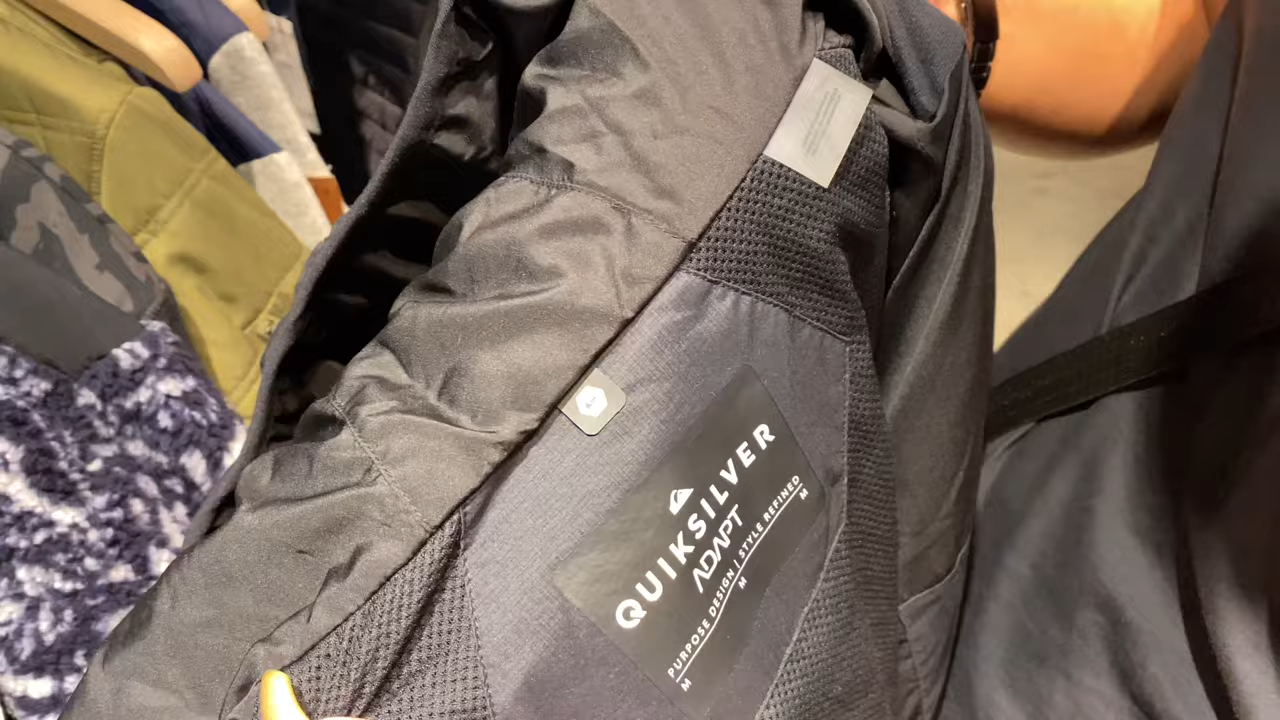 QUIKSILVER
ADAPT
PURPOSE DESIGN / STYLE REFINED
M M M